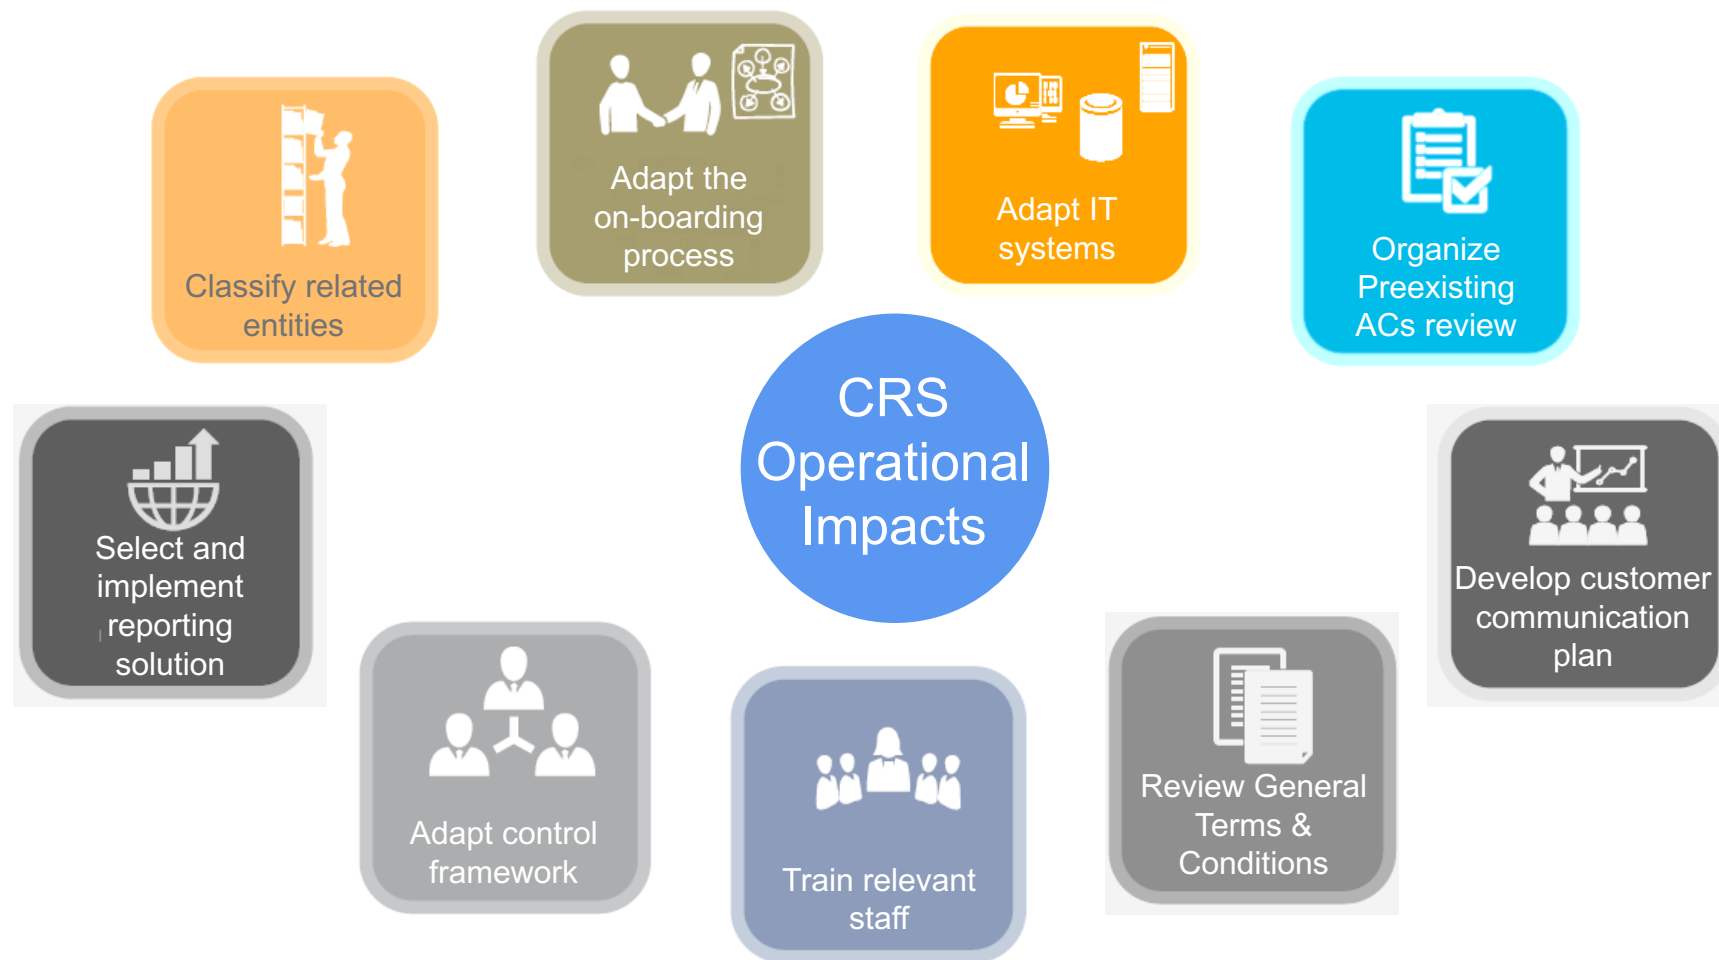 Classify related
entities
Adapt the
on-boarding
process
Adapt IT
systems
Organize
Preexisting
ACs review
CRS
Operational
Impacts
Select and
implement
reporting
solution
Develop customer
communication
plan
Adapt control
framework
Train relevant
staff
Review General
Terms &
Conditions